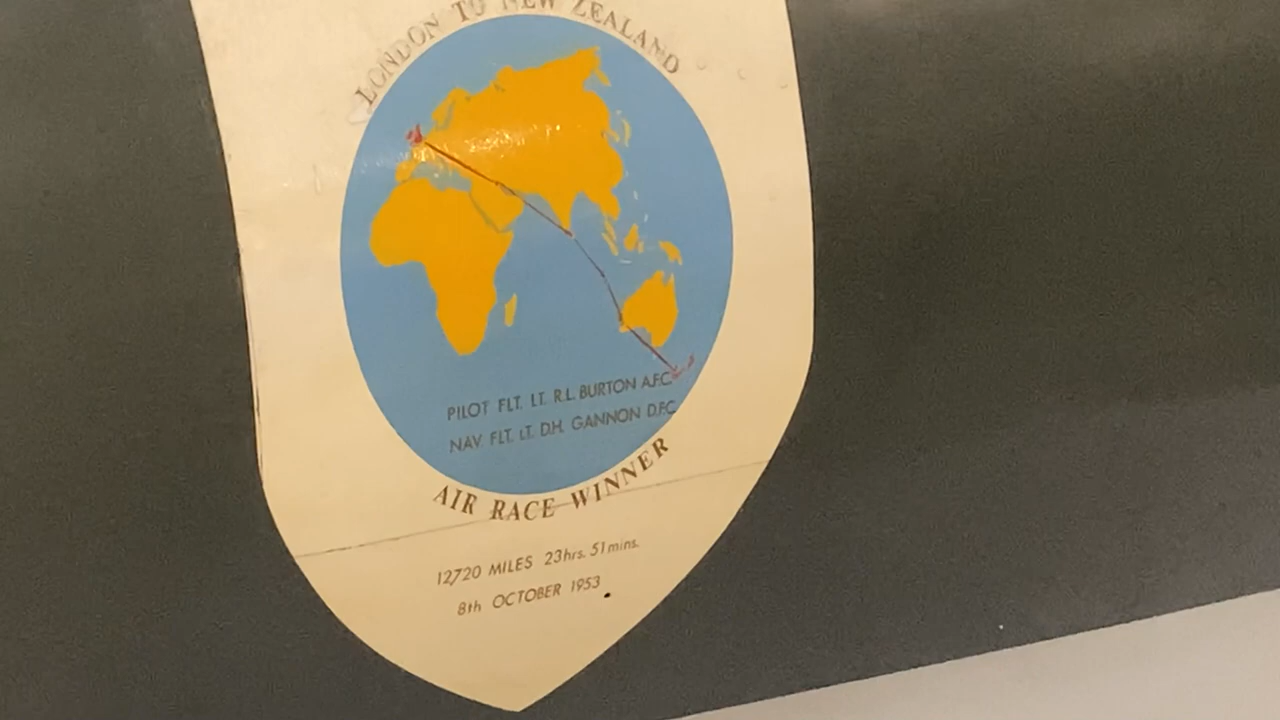 LONDON TO NEW ZEALAND
PILOT FLT. LT. R.L. BURTON A.F.C.
NAV. FLT. LT. D.H. GANNON D.F.C.
AIR RACE WINNER
12720 MILES 23hrs. 51mins.
8th OCTOBER 1953